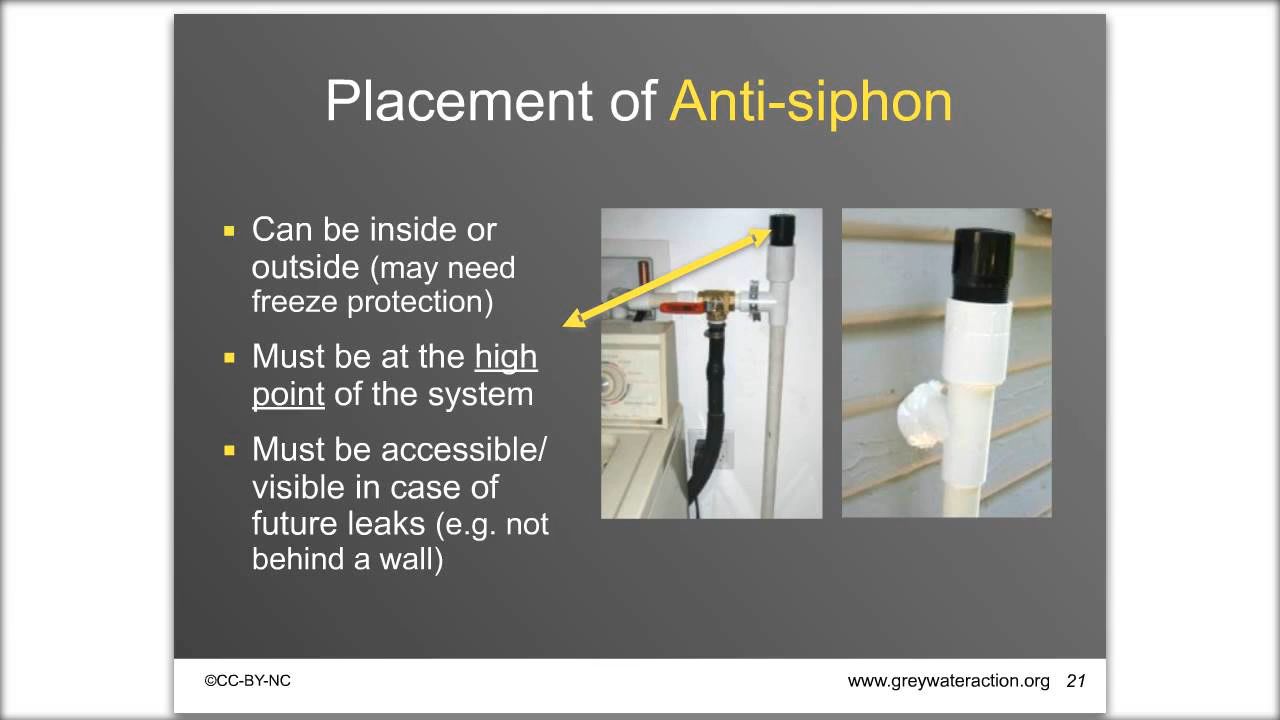 Placement of Anti-siphon
▪ Can be inside or
outside (may need
freeze protection)
▪ Must be at the high
point of the system
▪ Must be accessible/
visible in case of
future leaks (e.g. not
behind a wall)
©CC-BY-NC
www.greywateraction.org 21